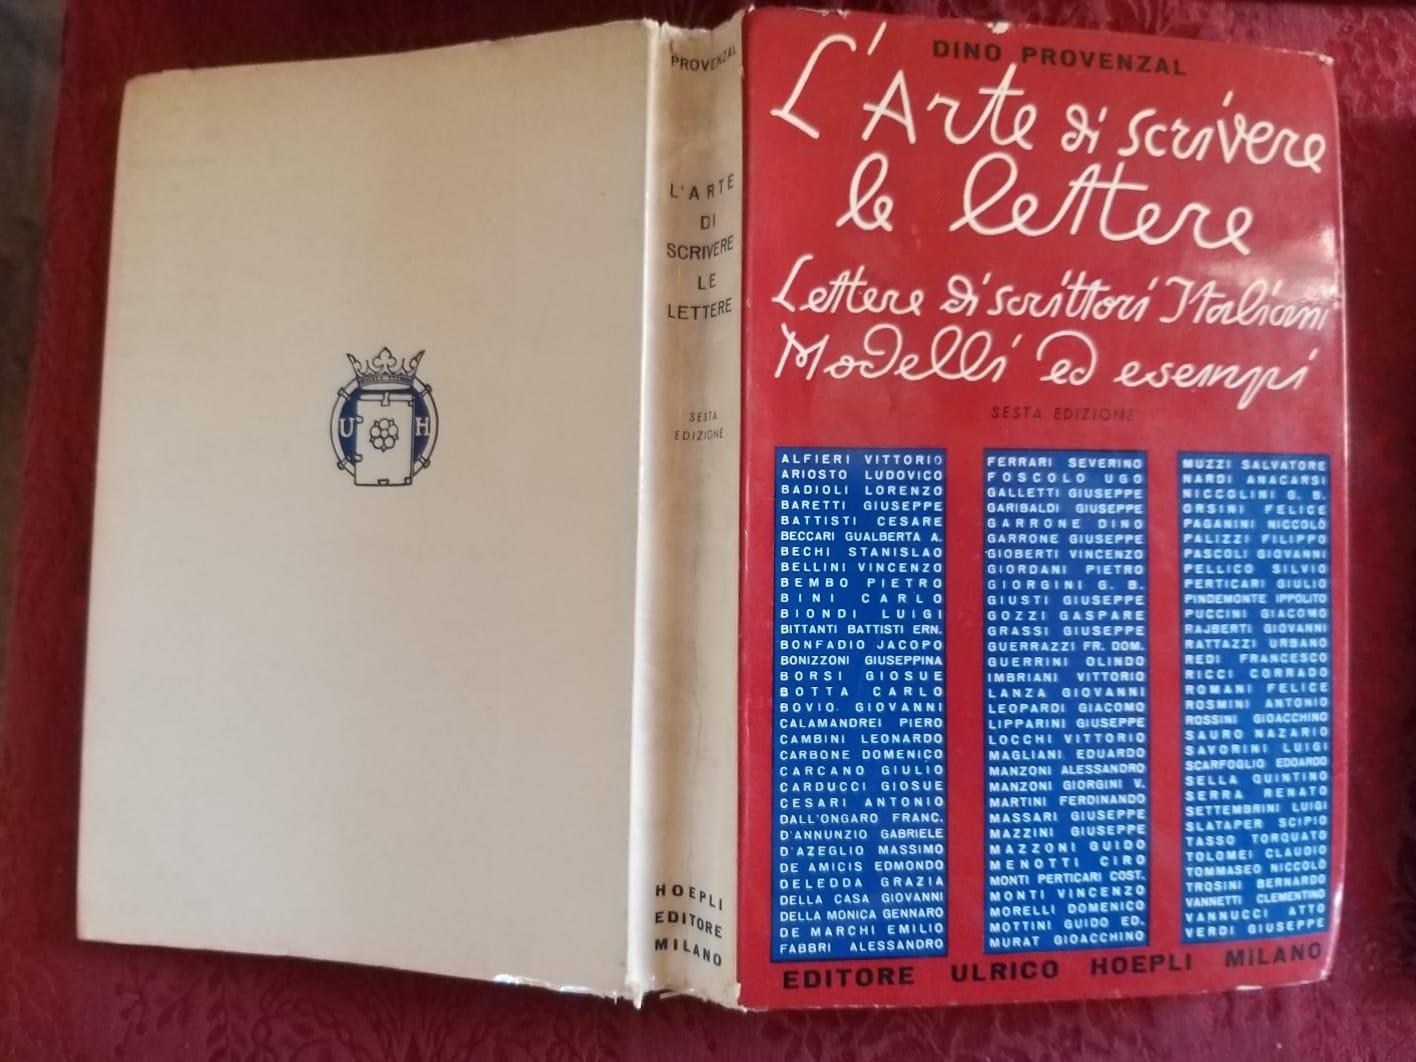 U H
PROVENZAL
L'ARTE
DI
SCRIVERE
LE
LETTERE
SESTA
EDIZIONE
HOEPLI
EDITORE
MILANO
DINO PROVENZAL
L'Arte di scrivere
le lettere
Lettere di scrittori Italiani
Modelli ed esempi
SESTA EDIZIONE
ALFIERI VITTORIO
ARIOSTO LUDOVICO
BADIOLI LORENZO
BARETTI GIUSEPPE
BATTISTI CESARE
BECCARI GUALBERTA A.
BECHI STANISLAO
BELLINI VINCENZO
BEMBO PIETRO
BINI CARLO
BIONDI LUIGI
BITTANTI BATTISTI ERN.
BONFADIO JACOPO
BONIZZONI GIUSEPPINA
BORSI GIOSUE
BOTTA CARLO
BOVIO GIOVANNI
CALAMANDREI PIERO
CAMBINI LEONARDO
CARBONE DOMENICO
CARCANO GIULIO
CARDUCCI GIOSUE
CESARI ANTONIO
DALL'ONGARO FRANC.
D'ANNUNZIO GABRIELE
D'AZEGLIO MASSIMO
DE AMICIS EDMONDO
DELEDDA GRAZIA
DELLA CASA GIOVANNI
DELLA MONICA GENNARO
DE MARCHI EMILIO
FABBRI ALESSANDRO
FERRARI SEVERINO
FOSCOLO UGO
GALLETTI GIUSEPPE
GARIBALDI GIUSEPPE
GARRONE DINO
GARRONE GIUSEPPE
GIOBERTI VINCENZO
GIORDANI PIETRO
GIORGINI G. B.
GIUSTI GIUSEPPE
GOZZI GASPARE
GRASSI GIUSEPPE
GUERRAZZI FR. DOM.
GUERRINI OLINDO
IMBRIANI VITTORIO
LANZA GIOVANNI
LEOPARDI GIACOMO
LIPPARINI GIUSEPPE
LOCCHI VITTORIO
MAGLIANI EDUARDO
MANZONI ALESSANDRO
MANZONI GIORGINI V.
MARTINI FERDINANDO
MASSARI GIUSEPPE
MAZZINI GIUSEPPE
MAZZONI GUIDO
MENOTTI CIRO
MONTI PERTICARI COST.
MONTI VINCENZO
MORELLI DOMENICO
MOTTINI GUIDO ED.
MURAT GIOACCHINO
MUZZI SALVATORE
NARDI ANACARSI
NICCOLINI G. B.
ORSINI FELICE
PAGANINI NICCOLÒ
PALIZZI FILIPPO
PASCOLI GIOVANNI
PELLICO SILVIO
PERTICARI GIULIO
PINDEMONTE IPPOLITO
PUCCINI GIACOMO
RAJBERTI GIOVANNI
RATTAZZI URBANO
REDI FRANCESCO
RICCI CORRADO
ROMANI FELICE
ROSMINI ANTONIO
ROSSINI GIOACCHINO
SAURO NAZARIO
SAVORINI LUIGI
SCARFOGLIO EDOARDO
SELLA QUINTINO
SERRA RENATO
SETTEMBRINI LUIGI
SLATAPER SCIPIO
TASSO TORQUATO
TOLOMEI CLAUDIO
TOMMASEO NICCOLÒ
TROSINI BERNARDO
VANNETTI CLEMENTINO
VANNUCCI ATTO
VERDI GIUSEPPE
EDITORE ULRICO HOEPLI MILANO